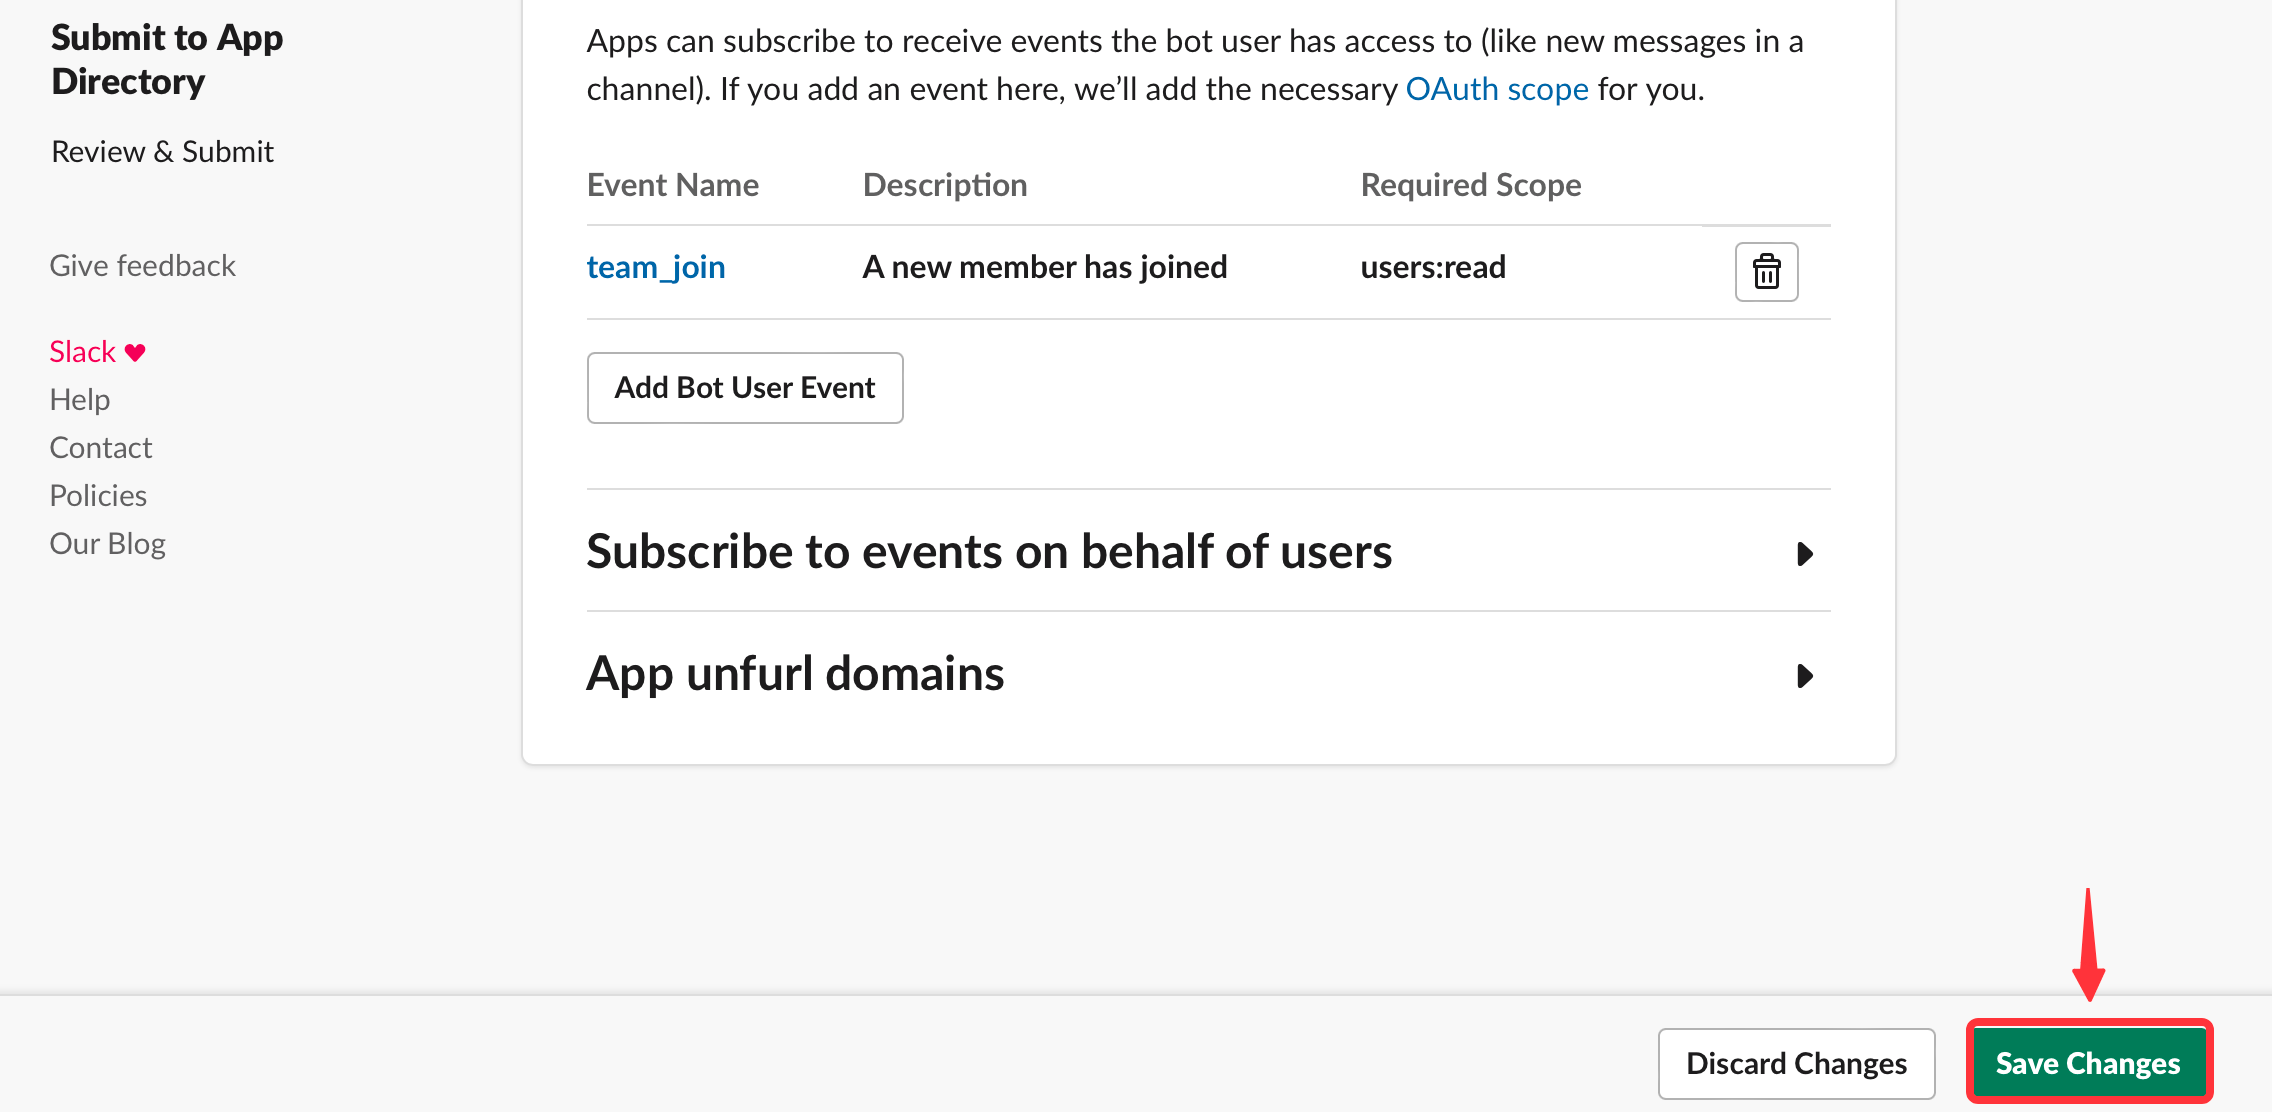 Submit to App
Directory
Review & Submit
Give feedback
Slack ♥
Help
Contact
Policies
Our Blog
Apps can subscribe to receive events the bot user has access to (like new messages in a
channel). If you add an event here, we’ll add the necessary OAuth scope for you.
Event Name Description Required Scope
team_join A new member has joined users:read
Add Bot User Event
Subscribe to events on behalf of users
App unfurl domains
Discard Changes Save Changes